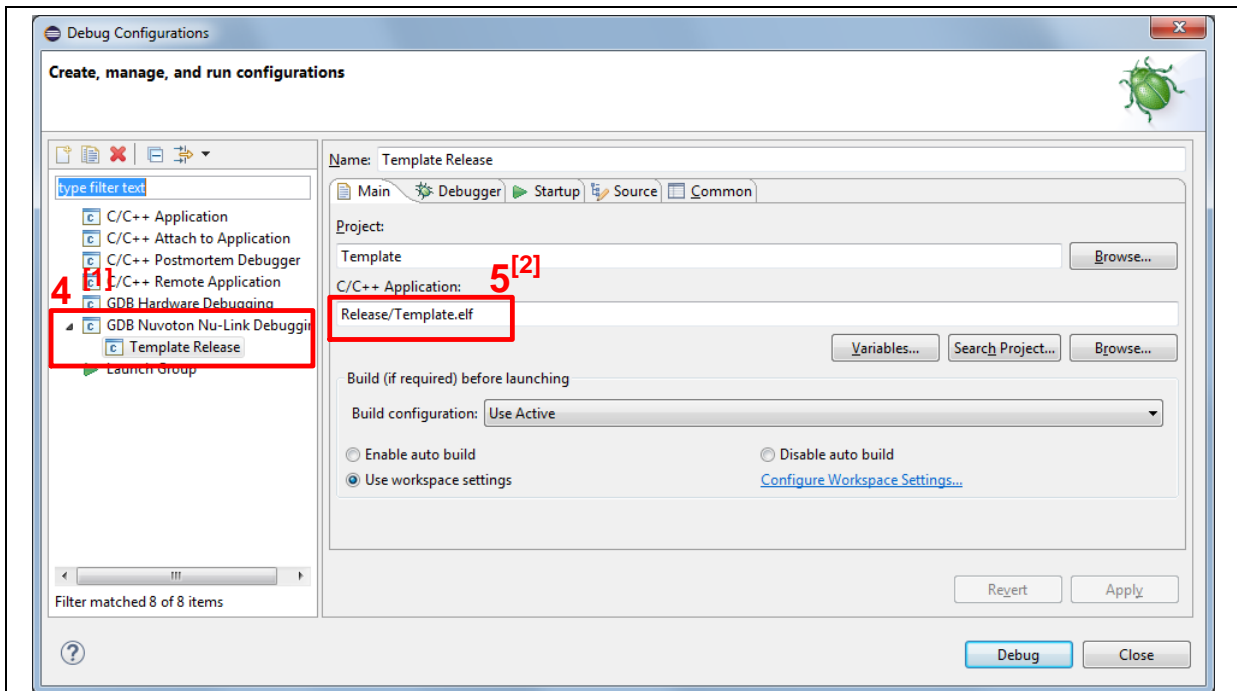 Debug Configurations
Create, manage, and run configurations
type filter text
C/C++ Application
C/C++ Attach to Application
C/C++ Postmortem Debugger
C/C++ Remote Application
GDB Hardware Debugging
GDB Nuvoton Nu-Link Debuggin
Template Release
Launch Group
4 [1]
Filter matched 8 of 8 items
Name: Template Release
Main Debugger Startup Source Common
Project:
Template Browse...
C/C++ Application:
5[2]
Release/Template.elf
Variables... Search Project... Browse...
Build (if required) before launching
Build configuration: Use Active
Enable auto build Disable auto build
Use workspace settings Configure Workspace Settings...
Revert Apply
Debug Close